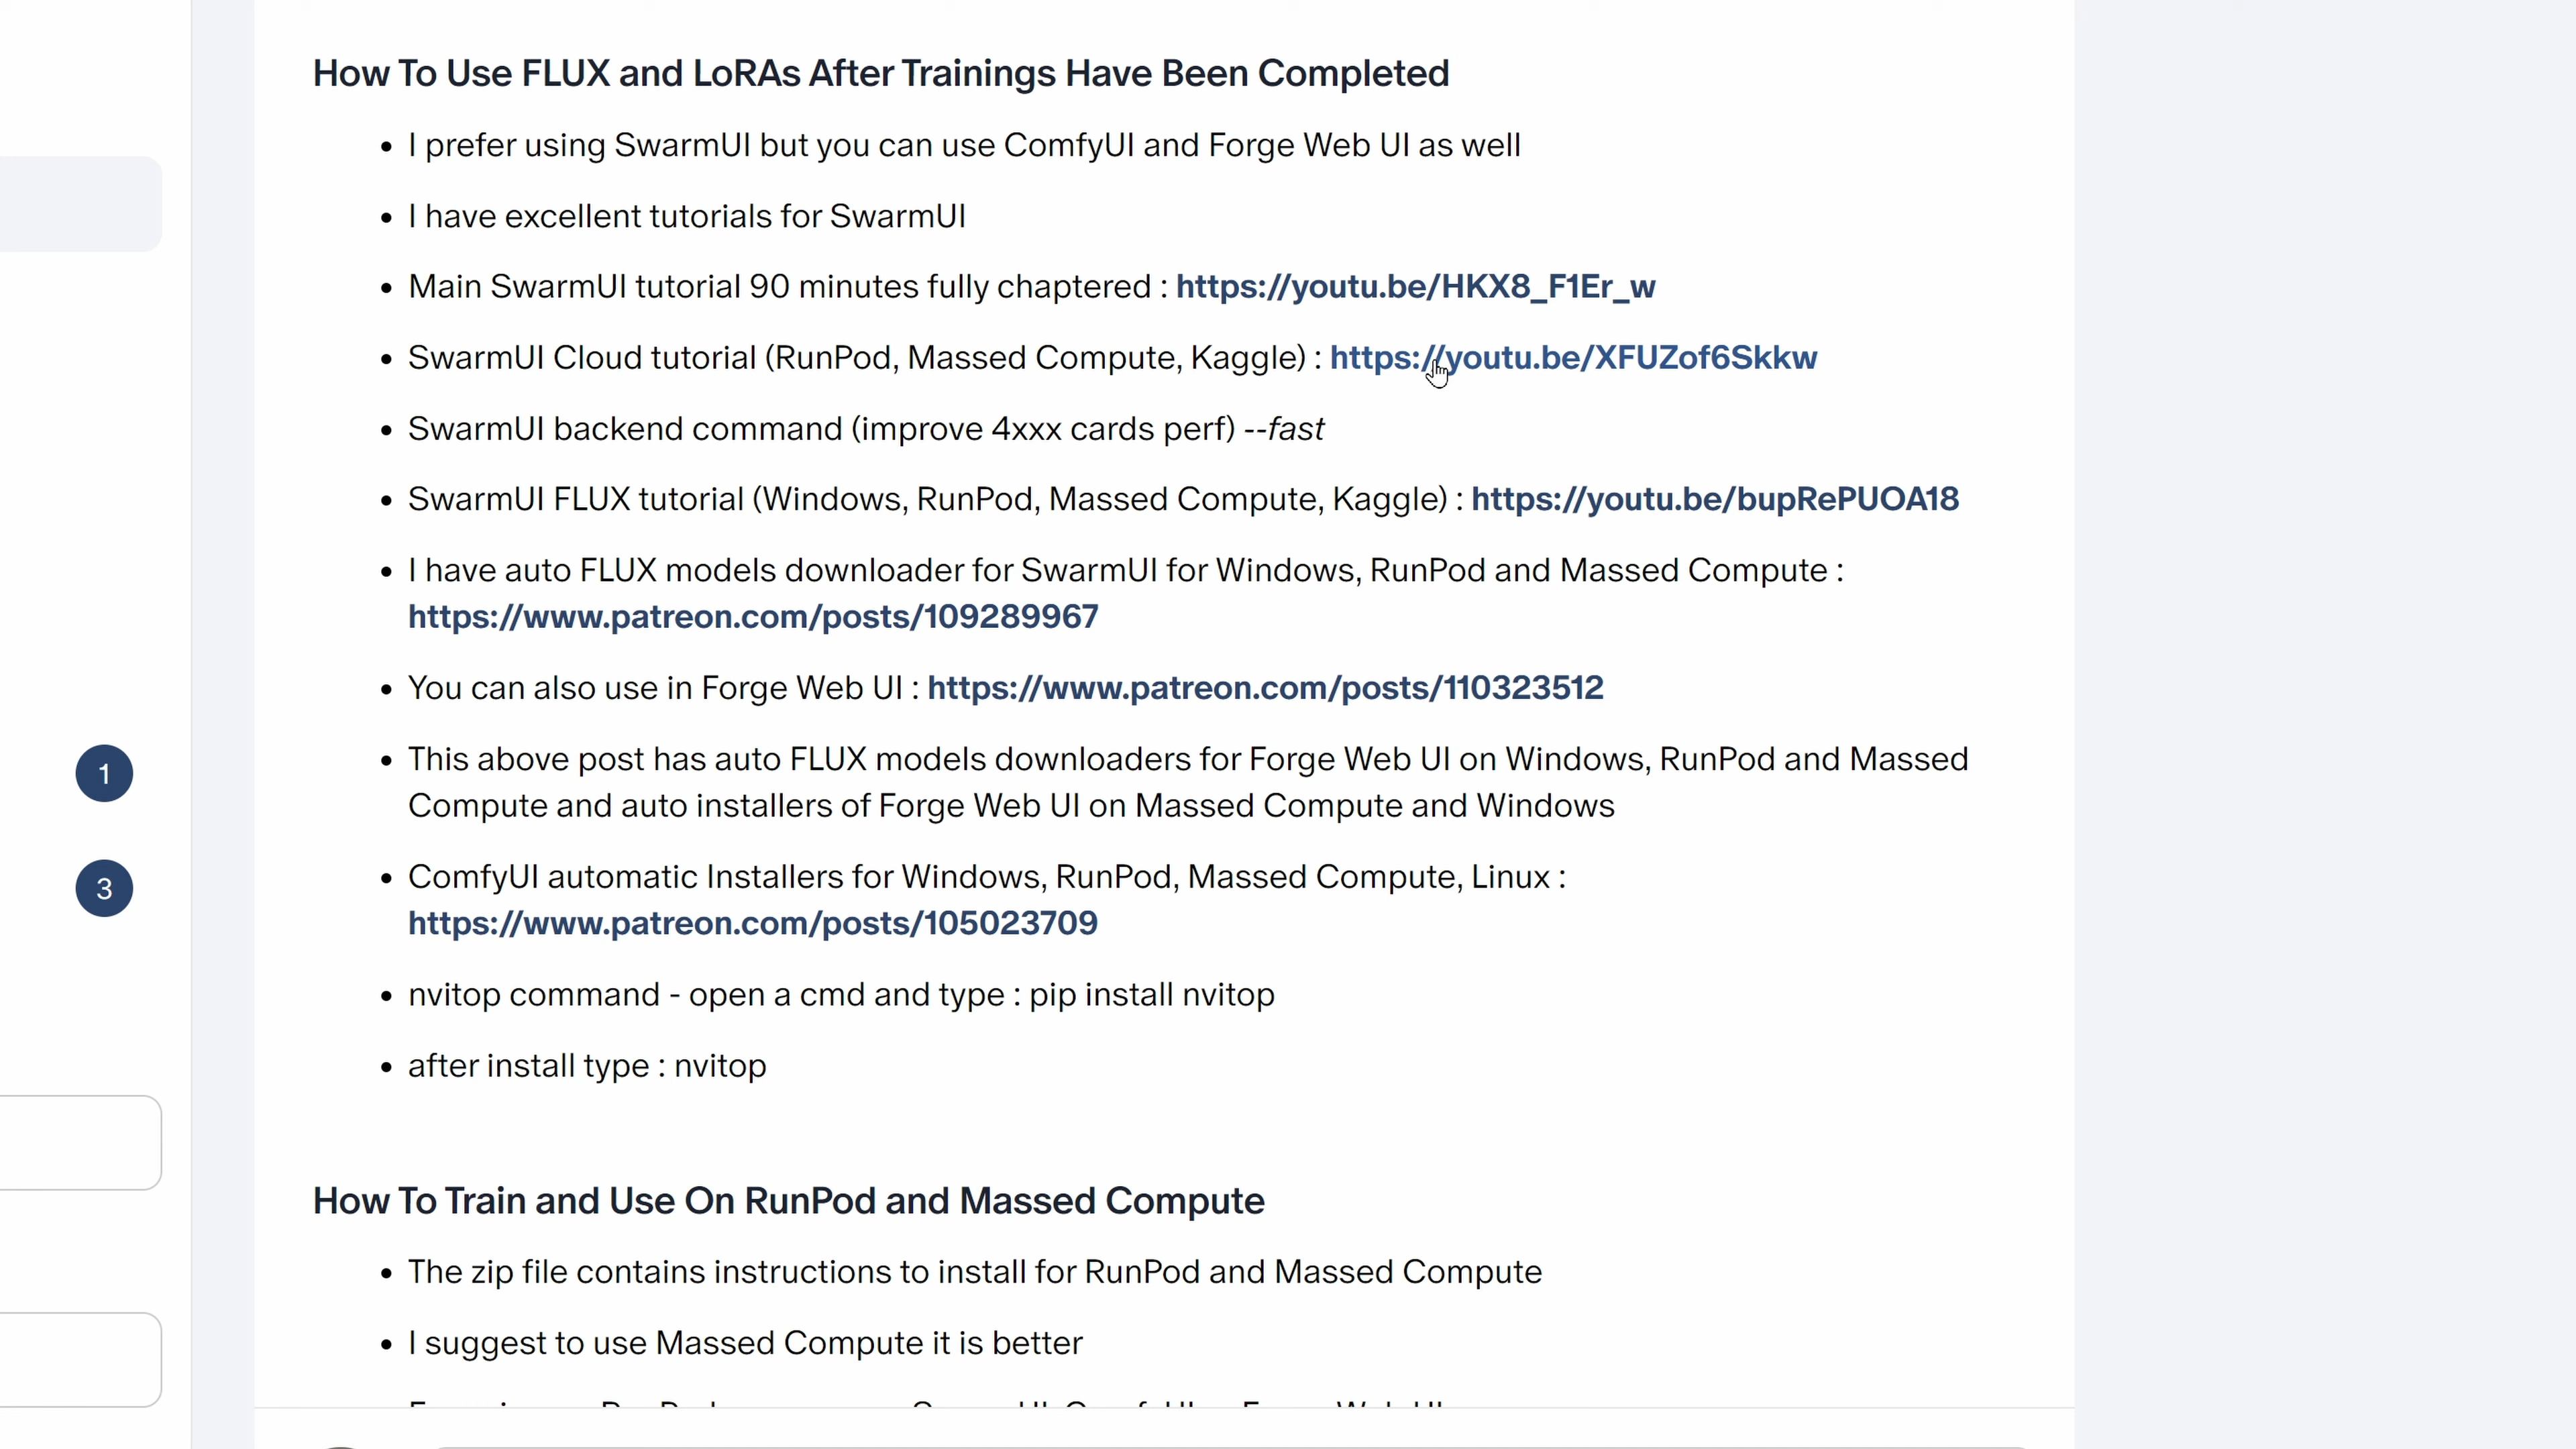 How To Use FLUX and LoRAs After Trainings Have Been Completed
I prefer using SwarmUI but you can use ComfyUI and Forge Web UI as well
I have excellent tutorials for SwarmUI
Main SwarmUI tutorial 90 minutes fully chaptered : https://youtu.be/HKX8_F1Er_w
SwarmUI Cloud tutorial (RunPod, Massed Compute, Kaggle) : https://youtu.be/XFUZof6Skkw
SwarmUI backend command (improve 4xxx cards perf) --fast
SwarmUI FLUX tutorial (Windows, RunPod, Massed Compute, Kaggle) : https://youtu.be/bupRePUOA18
I have auto FLUX models downloader for SwarmUI for Windows, RunPod and Massed Compute :
https://www.patreon.com/posts/109289967
You can also use in Forge Web UI : https://www.patreon.com/posts/110323512
This above post has auto FLUX models downloaders for Forge Web UI on Windows, RunPod and Massed
Compute and auto installers of Forge Web UI on Massed Compute and Windows
1
ComfyUI automatic Installers for Windows, RunPod, Massed Compute, Linux :
3
https://www.patreon.com/posts/105023709
nvitop command - open a cmd and type : pip install nvitop
after install type : nvitop
How To Train and Use On RunPod and Massed Compute
The zip file contains instructions to install for RunPod and Massed Compute
I suggest to use Massed Compute it is better